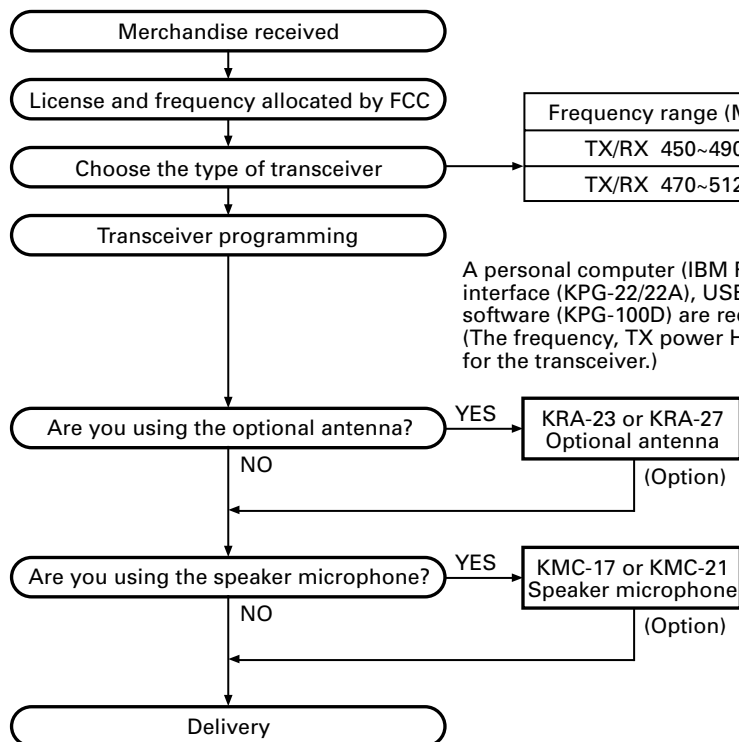 Merchandise received
License and frequency allocated by FCC
Choose the type of transceiver
Frequency range (
TX/RX 450~490
TX/RX 470~512
Transceiver programming
A personal computer (IBM
interface (KPG-22/22A),
software (KPG-100D) are
(The frequency, TX power
for the transceiver.)
Are you using the optional antenna?
YES
KRA-23 or KRA-27
Optional antenna
NO
(Option)
Are you using the speaker microphone?
YES
KMC-17 or KMC-21
Speaker microphone
NO
(Option)
Delivery